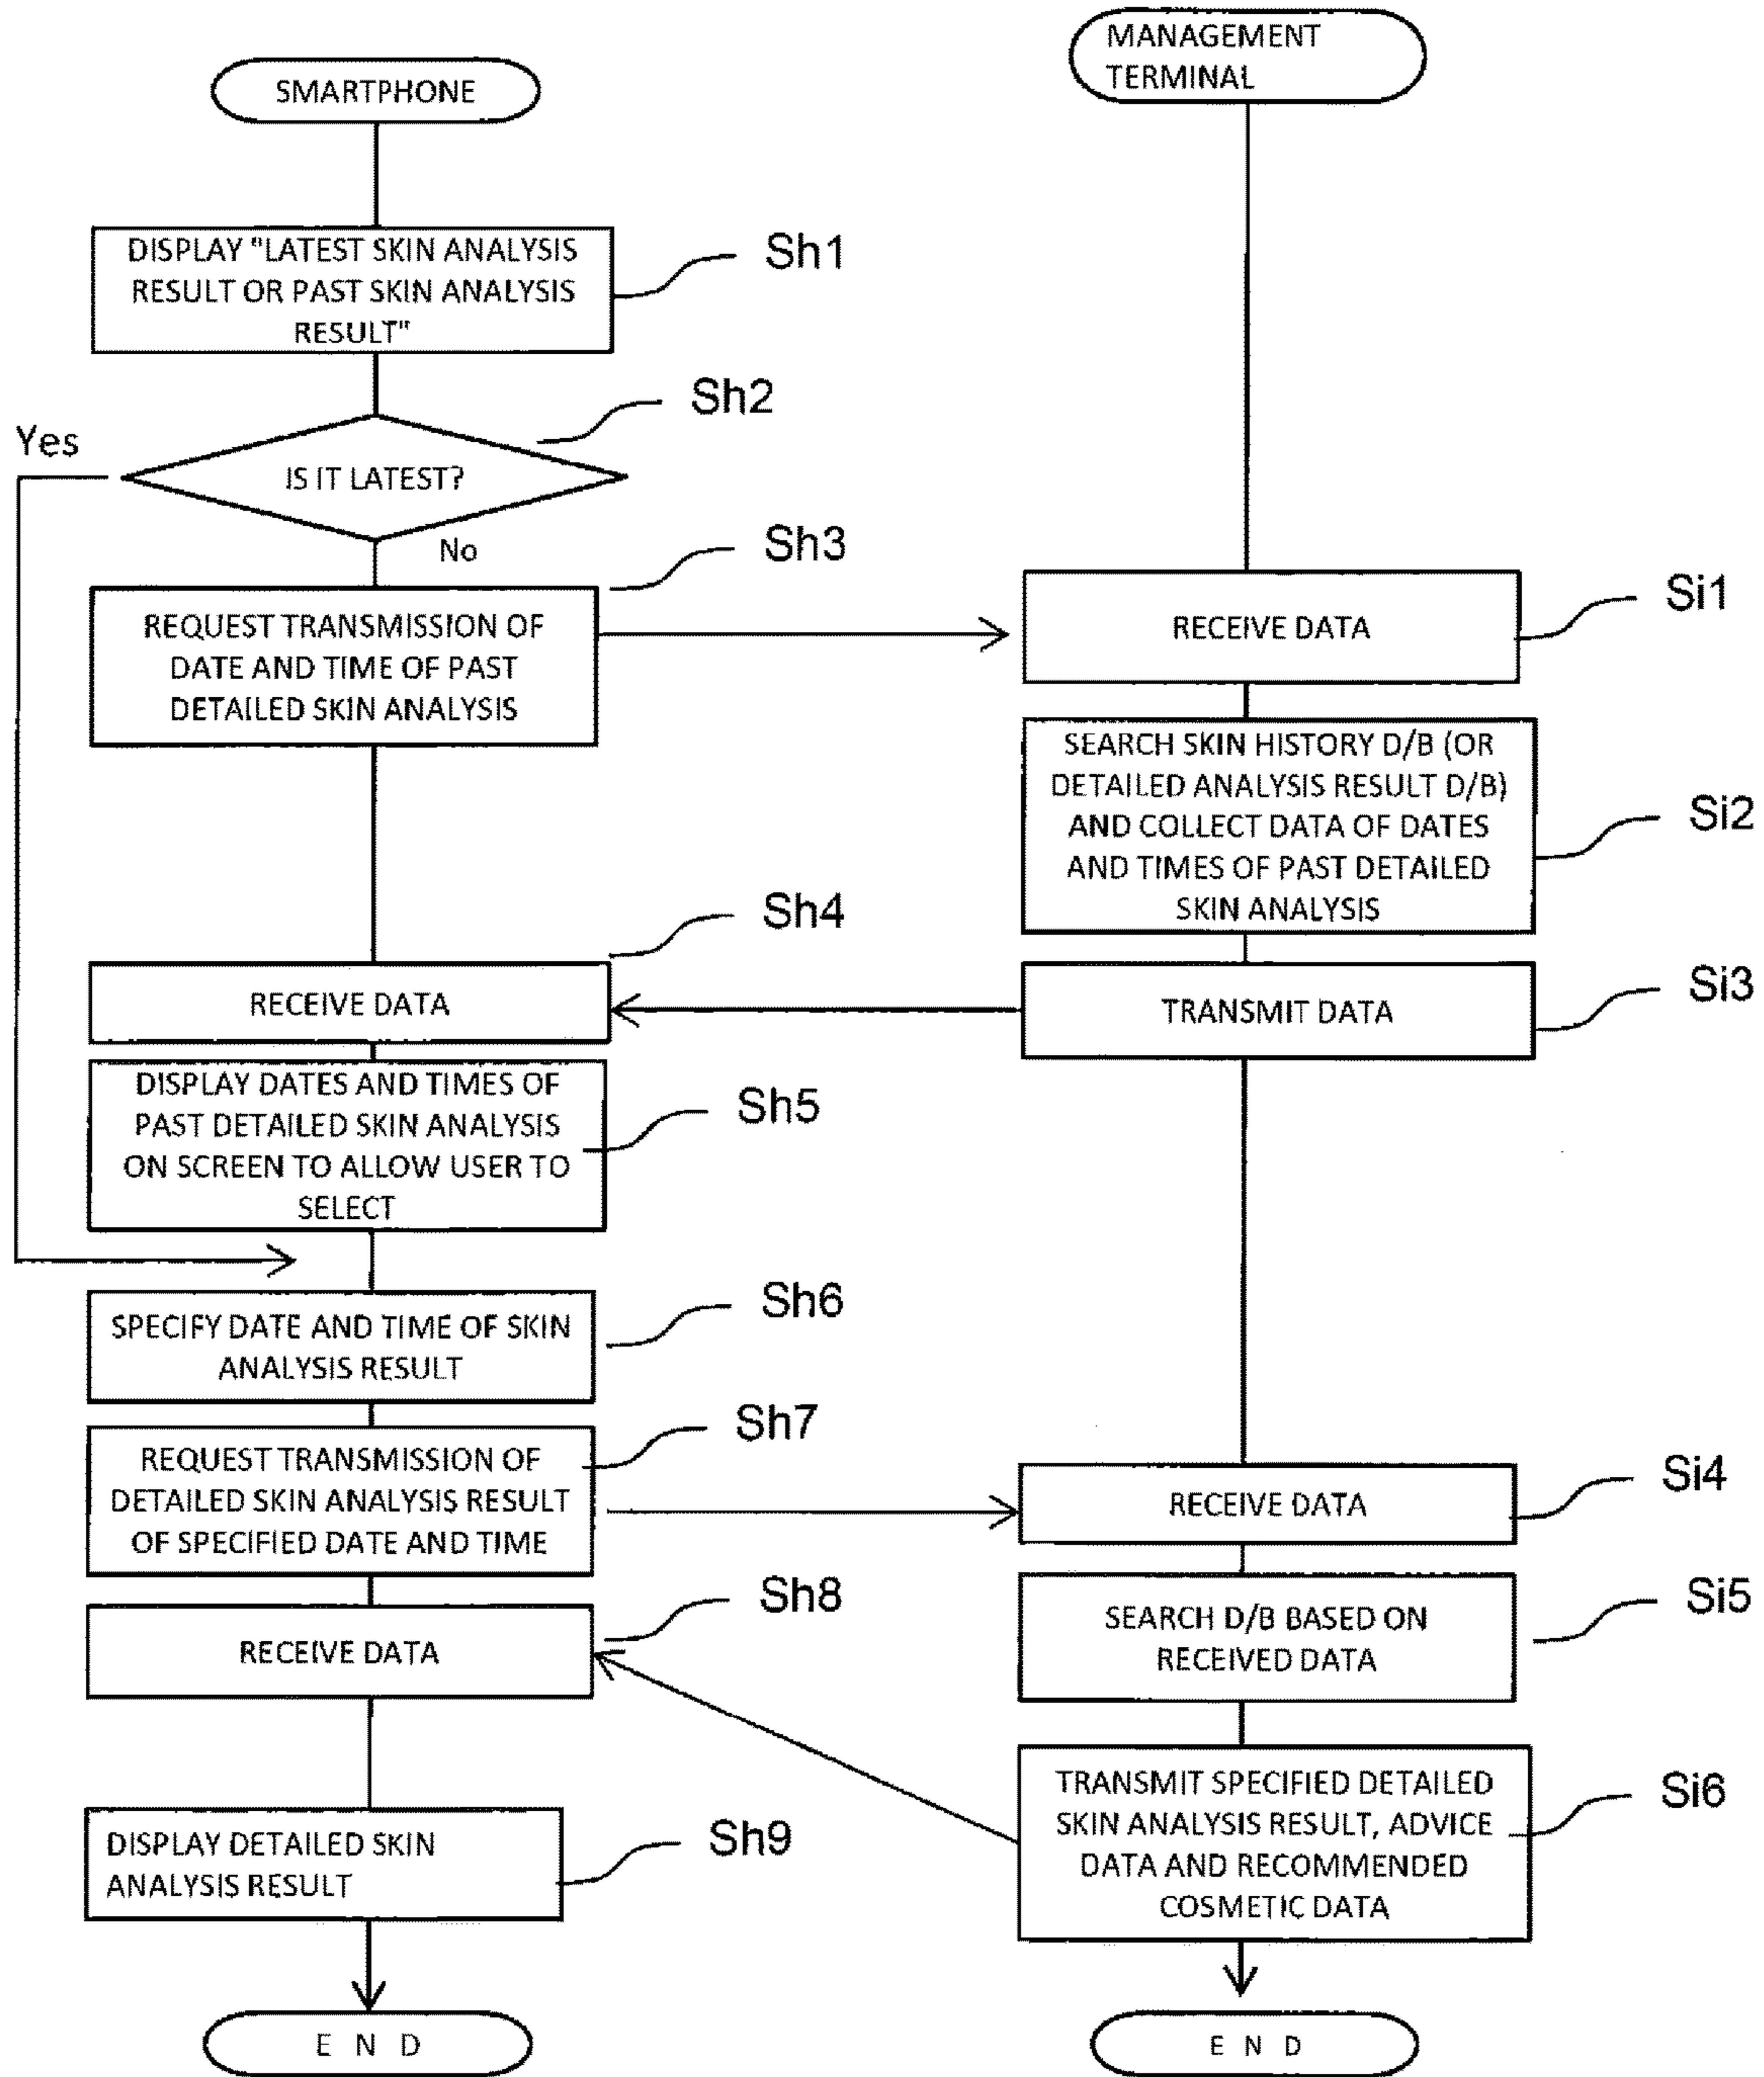 SMARTPHONE
DISPLAY "LATEST SKIN ANALYSIS
RESULT OR PAST SKIN ANALYSIS
RESULT"
Sh1
Sh2
Yes
IS IT LATEST?
No
Sh3
REQUEST TRANSMISSION OF
DATE AND TIME OF PAST
DETAILED SKIN ANALYSIS
Sh4
RECEIVE DATA
DISPLAY DATES AND TIMES OF
PAST DETAILED SKIN ANALYSIS
ON SCREEN TO ALLOW USER TO
SELECT
Sh5
Sh6
SPECIFY DATE AND TIME OF SKIN
ANALYSIS RESULT
Sh7
REQUEST TRANSMISSION OF
DETAILED SKIN ANALYSIS RESULT
OF SPECIFIED DATE AND TIME
Sh8
RECEIVE DATA
DISPLAY DETAILED SKIN
ANALYSIS RESULT
Sh9
E N D
MANAGEMENT
TERMINAL
RECEIVE DATA
Si1
SEARCH SKIN HISTORY D/B (OR
DETAILED ANALYSIS RESULT D/B)
AND COLLECT DATA OF DATES
AND TIMES OF PAST DETAILED
SKIN ANALYSIS
Si2
TRANSMIT DATA
Si3
RECEIVE DATA
Si4
SEARCH D/B BASED ON
RECEIVED DATA
Si5
TRANSMIT SPECIFIED DETAILED
SKIN ANALYSIS RESULT, ADVICE
DATA AND RECOMMENDED
COSMETIC DATA
Si6
E N D